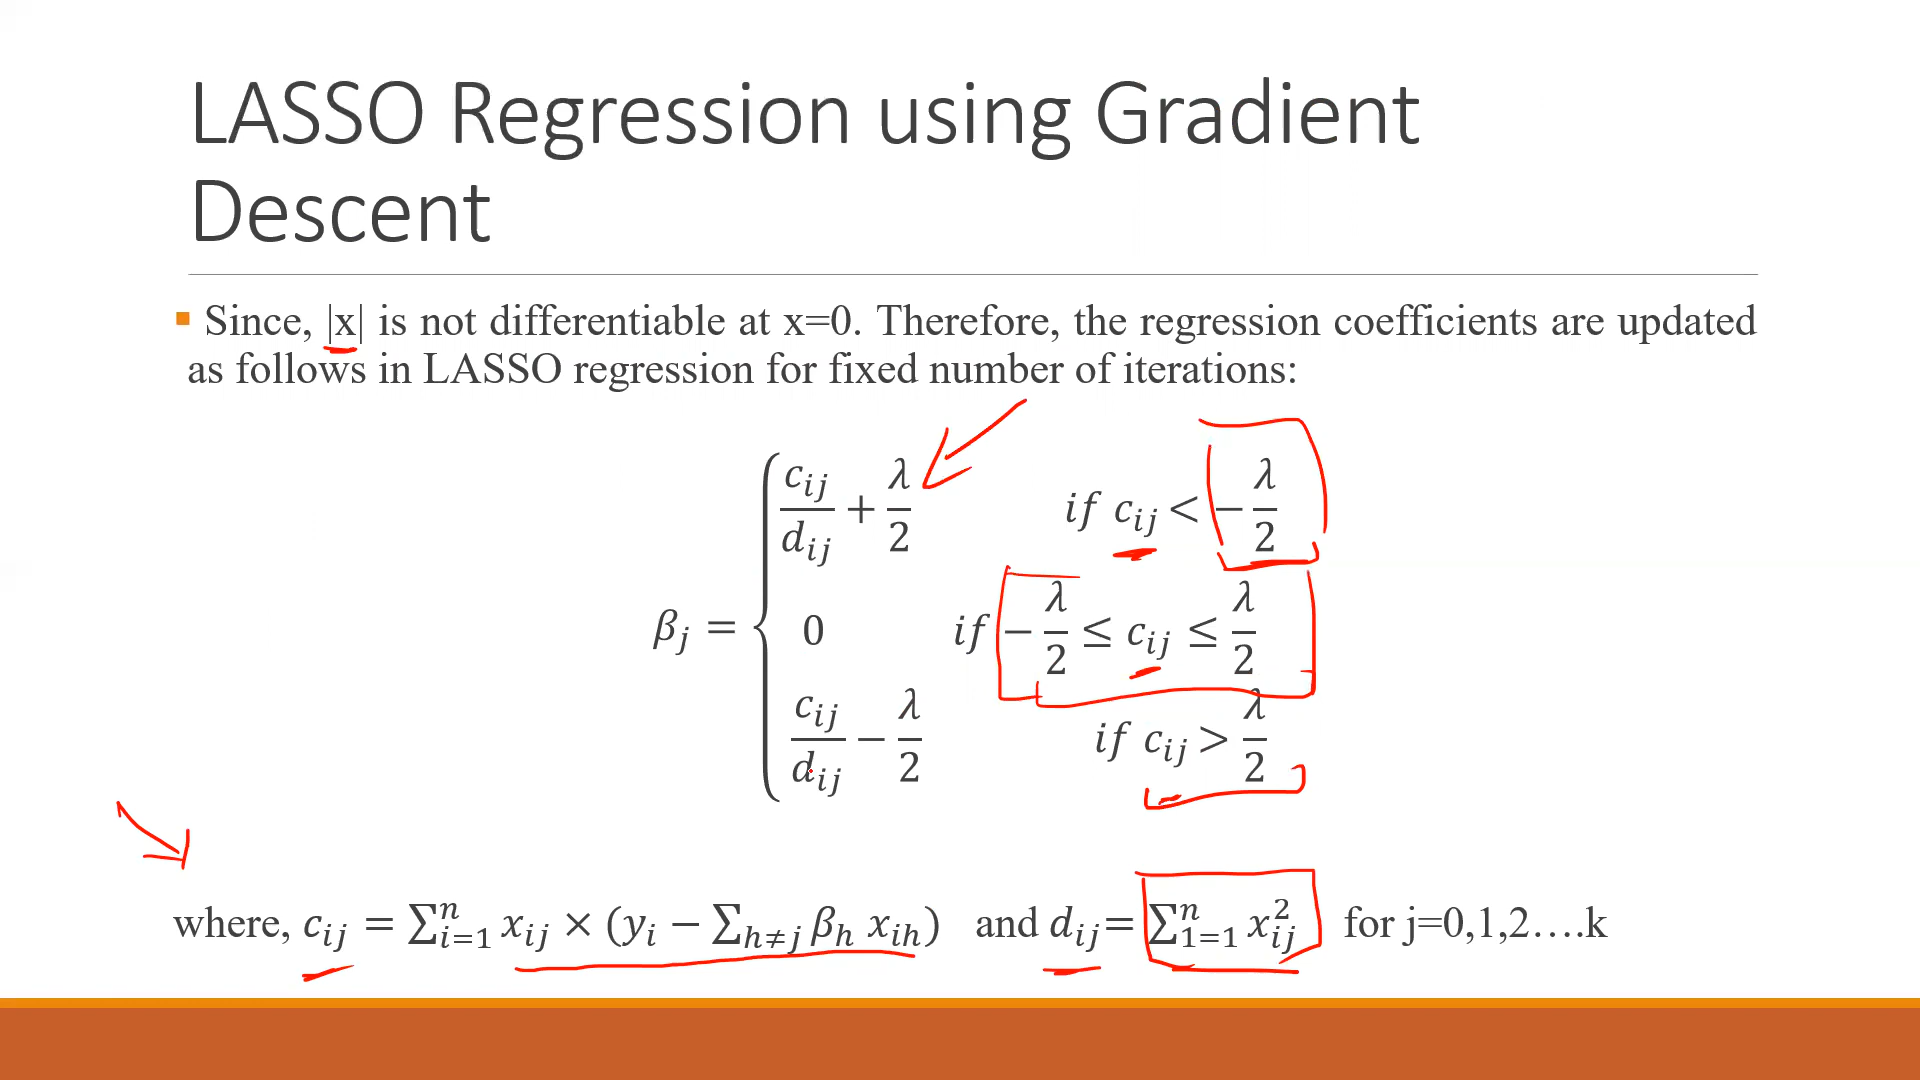 LASSO Regression using Gradient
Descent
▪ Since, |x| is not differentiable at x=0. Therefore, the regression coefficients are updated
as follows in LASSO regression for fixed number of iterations:
β_j = { c_ij/d_ij + λ/2 if c_ij < −λ/2
0 if −λ/2 ≤ c_ij ≤ λ/2
c_ij/d_ij − λ/2 if c_ij > λ/2
where, c_ij = ∑_{i=1}^{n} x_ij × (y_i − ∑_{h≠j} β_h x_ih) and d_ij= ∑_{1=1}^{n} x_ij^2 for j=0,1,2....k